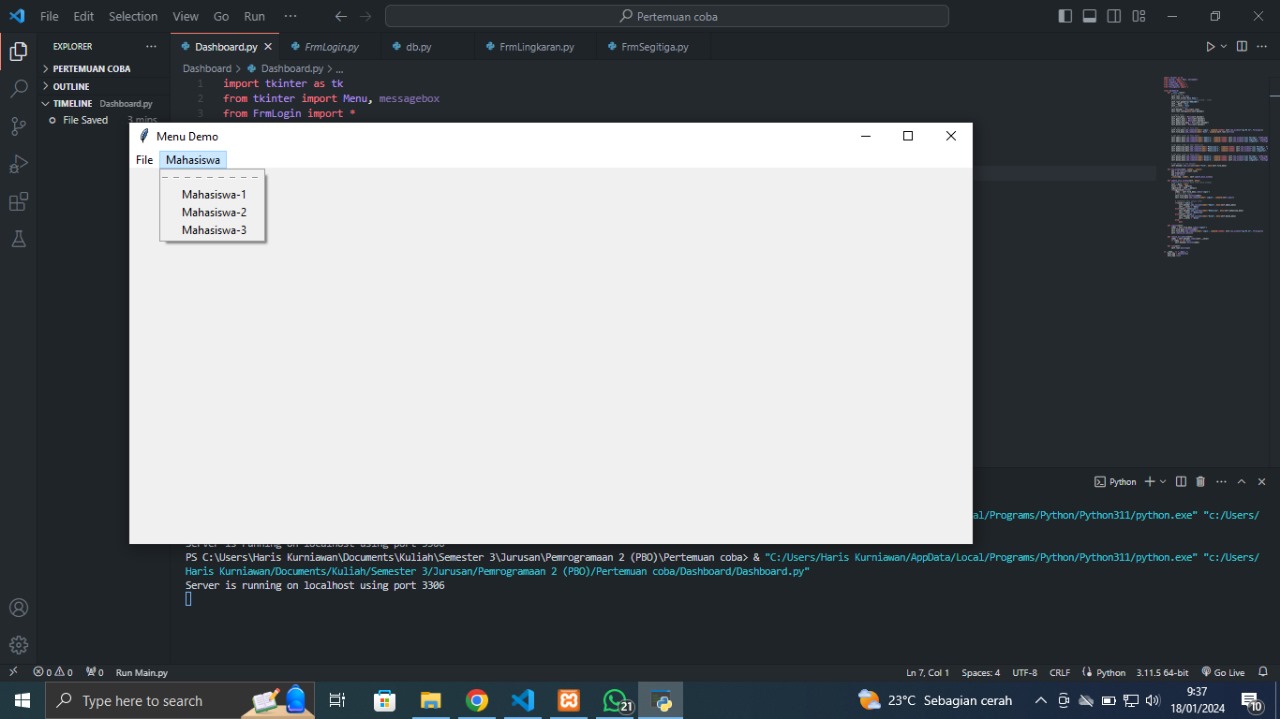 File Edit Selection View Go Run ··· Pertemuan coba
EXPLORER ···
Dashboard.py FrmLogin.py db.py FrmLingkaran.py FrmSegitiga.py ···
PERTEMUAN COBA
OUTLINE
TIMELINE Dashboard.py
File Saved 3 mins
Dashboard > Dashboard.py > ...
1 import tkinter as tk
2 from tkinter import Menu, messagebox
3 from FrmLogin import *
Menu Demo
File Mahasiswa
Mahasiswa-1
Mahasiswa-2
Mahasiswa-3
Python
al/Programs/Python/Python311/python.exe" "c:/Users/
Server is running on localhost using port 3306
PS C:\Users\Haris Kurniawan\Documents\Kuliah\Semester 3\Jurusan\Pemrogramaan 2 (PBO)\Pertemuan coba> & "C:/Users/Haris Kurniawan/AppData/Local/Programs/Python/Python311/python.exe" "c:/Users/
Haris Kurniawan/Documents/Kuliah/Semester 3/Jurusan/Pemrogramaan 2 (PBO)/Pertemuan coba/Dashboard/Dashboard.py"
Server is running on localhost using port 3306
0 0 0 Run Main.py Ln 7, Col 1 Spaces: 4 UTF-8 CRLF Python 3.11.5 64-bit Go Live
Type here to search 21 23°C Sebagian cerah 9:37
18/01/2024 10